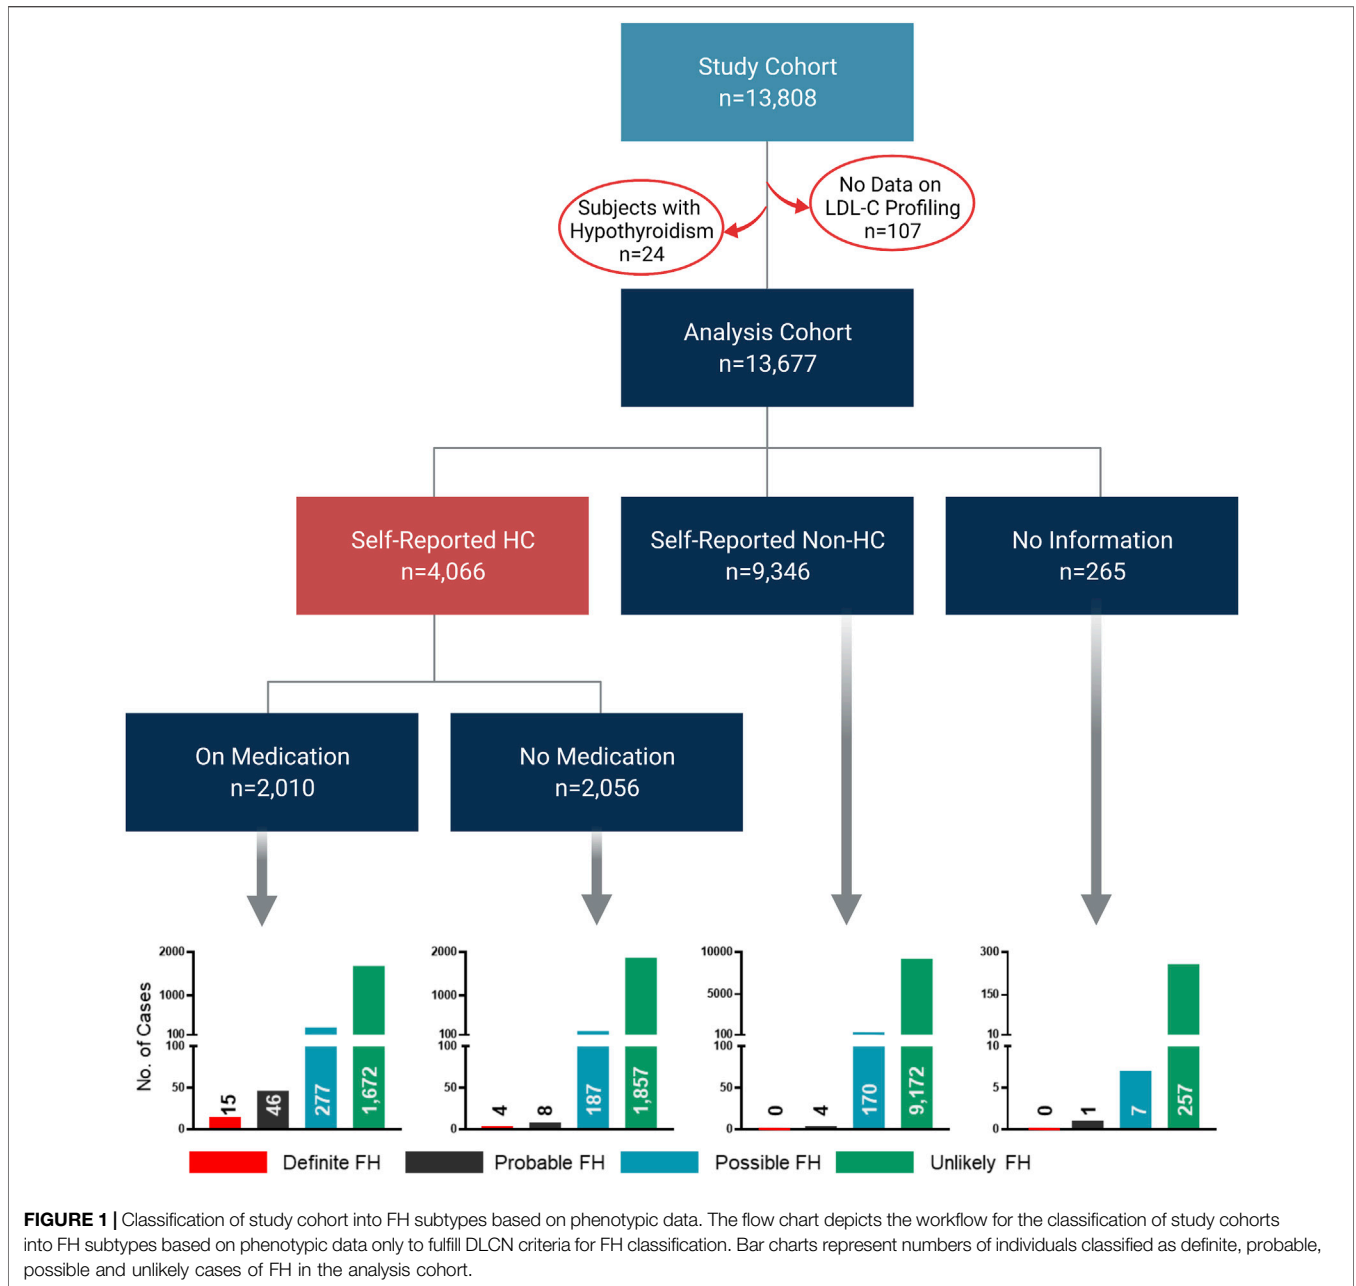 Study Cohort
n=13,808
No Data on
LDL-C Profiling
n=107
Subjects with
Hypothyroidism
n=24
Analysis Cohort
n=13,677
Self-Reported HC
n=4,066
Self-Reported Non-HC
n=9,346
No Information
n=265
On Medication
n=2,010
No Medication
n=2,056
No. of Cases
2000
1000
100
100
50
0
15
46
277
1,672
2000
1000
100
100
50
0
4
8
187
1,857
10000
5000
100
100
50
0
0
4
170
9,172
300
150
10
10
5
0
0
1
7
257
Definite FH
Probable FH
Possible FH
Unlikely FH
FIGURE 1 | Classification of study cohort into FH subtypes based on phenotypic data. The flow chart depicts the workflow for the classification of study cohorts
into FH subtypes based on phenotypic data only to fulfill DLCN criteria for FH classification. Bar charts represent numbers of individuals classified as definite, probable,
possible and unlikely cases of FH in the analysis cohort.